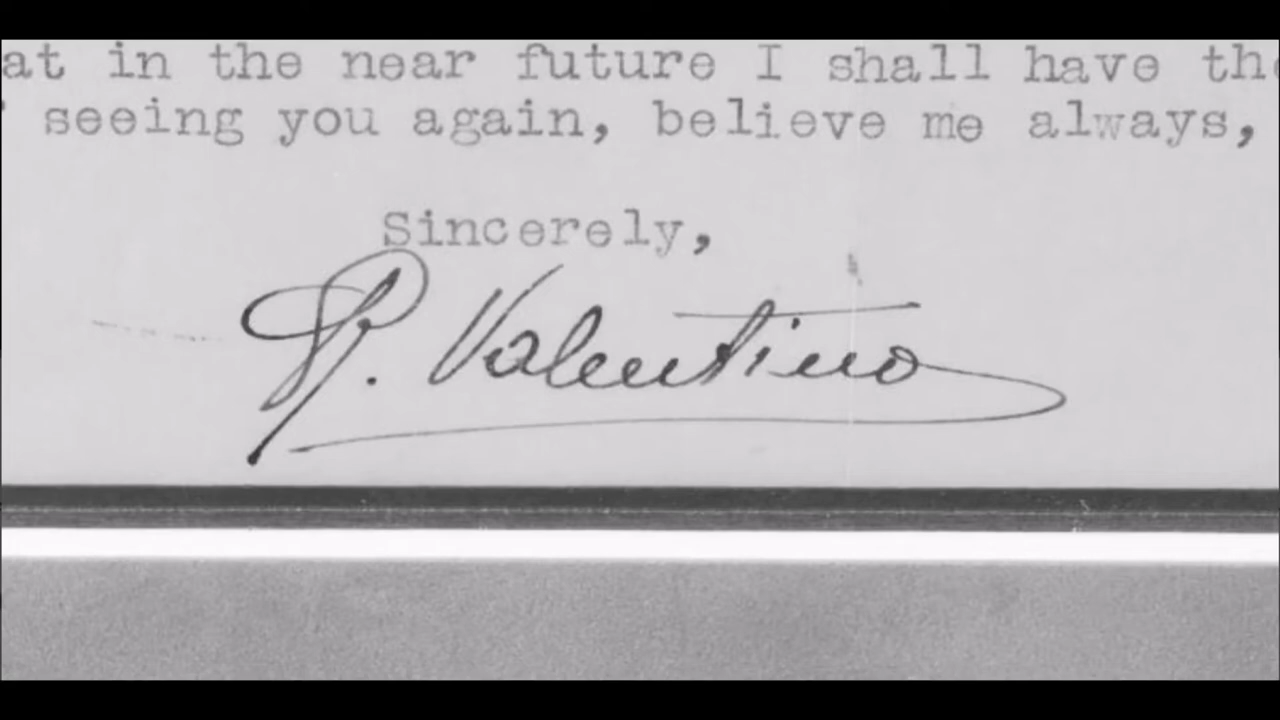 at in the near future I shall have the
seeing you again, believe me always,
Sincerely,
R. Valentino